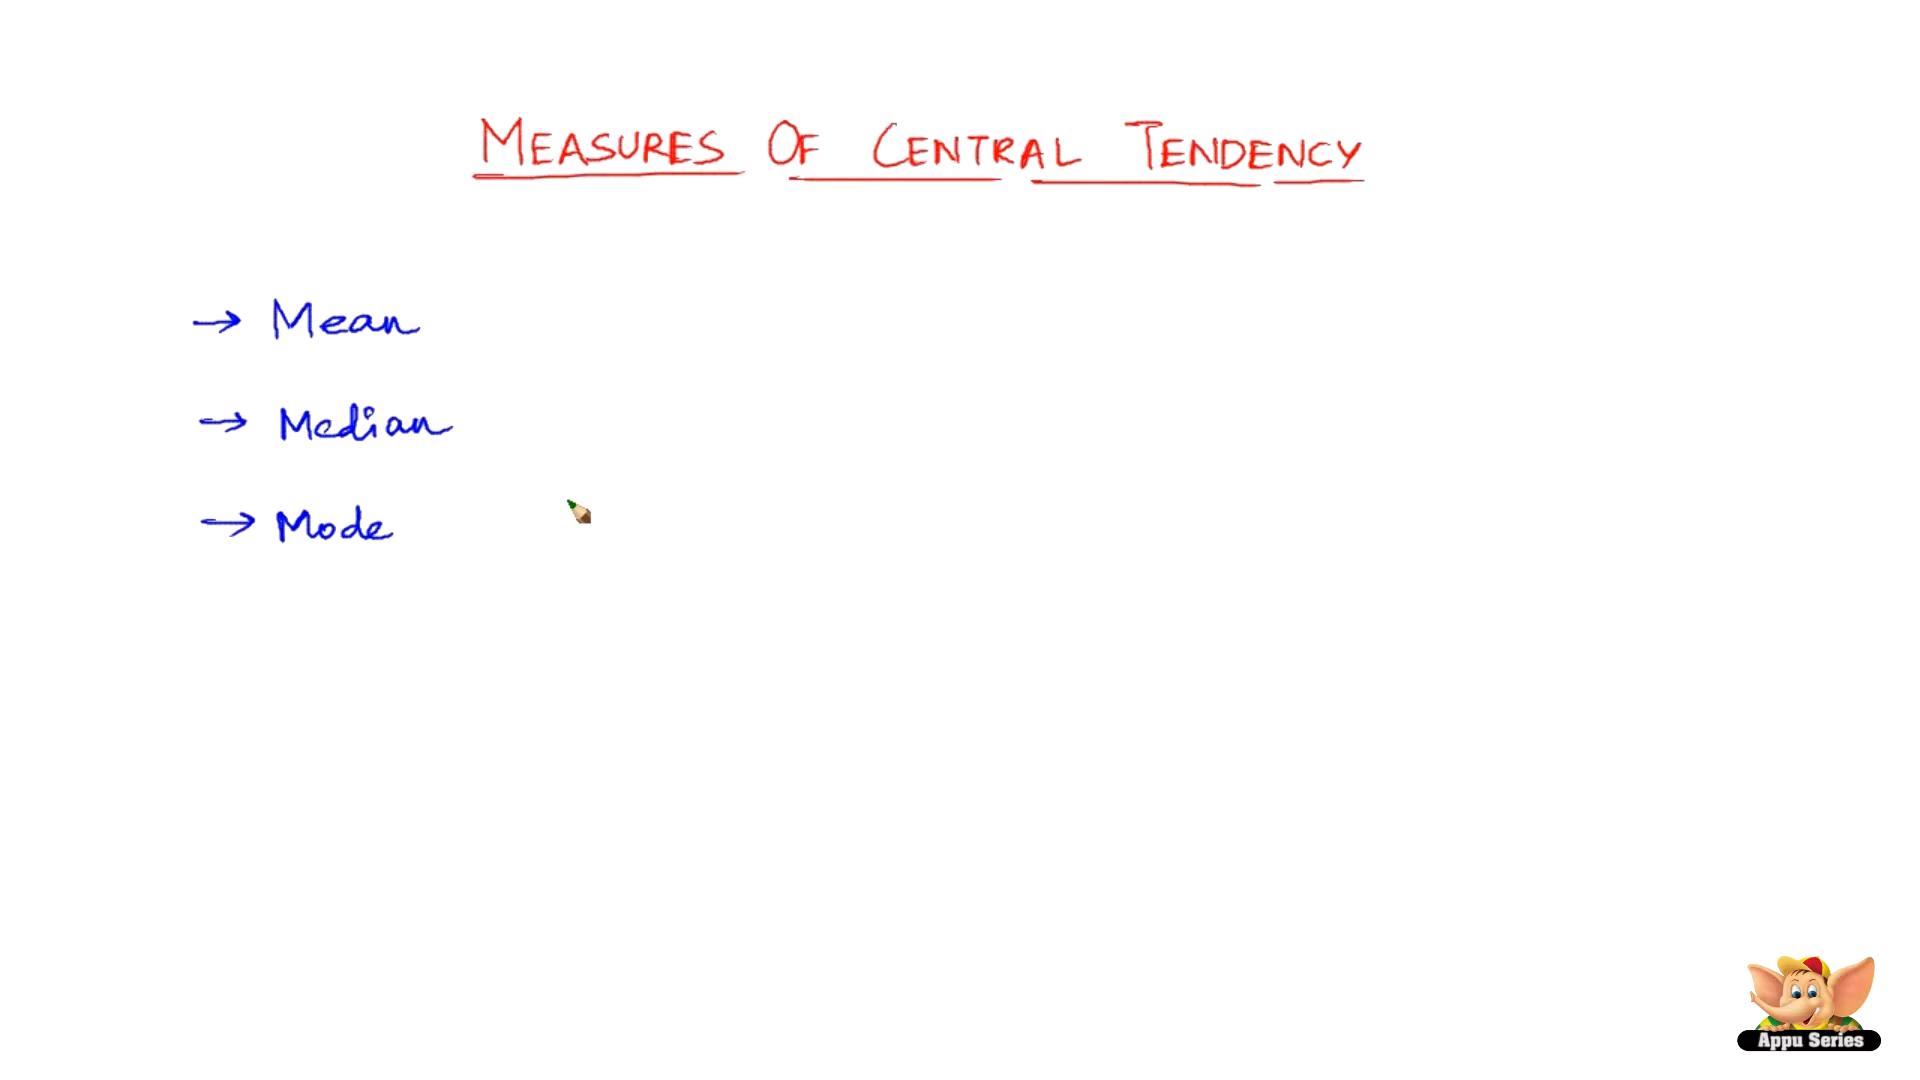 MEASURES OF CENTRAL TENDENCY
→ Mean
→ Median
→ Mode
Appu Series